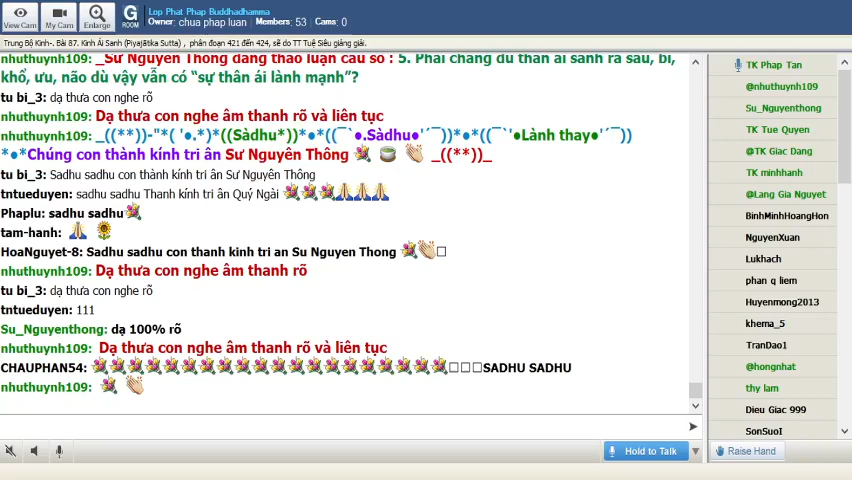 View Cam
My Cam
Enlarge
G
ROOM
Lop Phat Phap Buddhadhamma
Owner: chua phap luan Members: 53 Cams: 0
Trung Bộ Kinh-. Bài 87. Kinh Ái Sanh (Piyajātika Sutta) , phân đoạn 421 đến 424, sẽ do TT Tuệ Siêu giảng giải.
nhuthuynh109: _Sư Nguyên Thông đang thảo luận câu số : 5. Phải chăng dù thân ái sanh ra sầu, bi,
khổ, ưu, não dù vậy vẫn có “sự thân ái lành mạnh”?
tu bi_3: dạ thưa con nghe rõ
nhuthuynh109: Dạ thưa con nghe âm thanh rõ và liên tục
nhuthuynh109: _((**))-"*( '●.*)*((Sàdhu*))*●*((¯`●.Sàdhu●'´¯))*●*((¯`'●Lành thay●'´¯))
*●*Chúng con thành kính tri ân Sư Nguyên Thông _((**))_
tu bi_3: Sadhu sadhu con thành kính tri ân Sư Nguyên Thông
tntueduyen: sadhu sadhu Thanh kính tri ân Quý Ngài
Phaplu: sadhu sadhu
tam-hanh:
HoaNguyet-8: Sadhu sadhu con thanh kinh tri an Su Nguyen Thong
nhuthuynh109: Dạ thưa con nghe âm thanh rõ
tu bi_3: dạ thưa con nghe rõ
tntueduyen: 111
Su_Nguyenthong: dạ 100% rõ
nhuthuynh109: Dạ thưa con nghe âm thanh rõ và liên tục
CHAUPHAN54: SADHU SADHU
nhuthuynh109:
Hold to Talk
TK Phap Tan
@nhuthuynh109
Su_Nguyenthong
TK Tue Quyen
@TK Giac Dang
TK minhhanh
@Lang Gia Nguyet
BinhMinhHoangHon
NguyenXuan
Lukhach
phan q liem
Huyenmong2013
khema_5
TranDao1
@hongnhat
thy lam
Dieu Giac 999
SonSuoI
Raise Hand